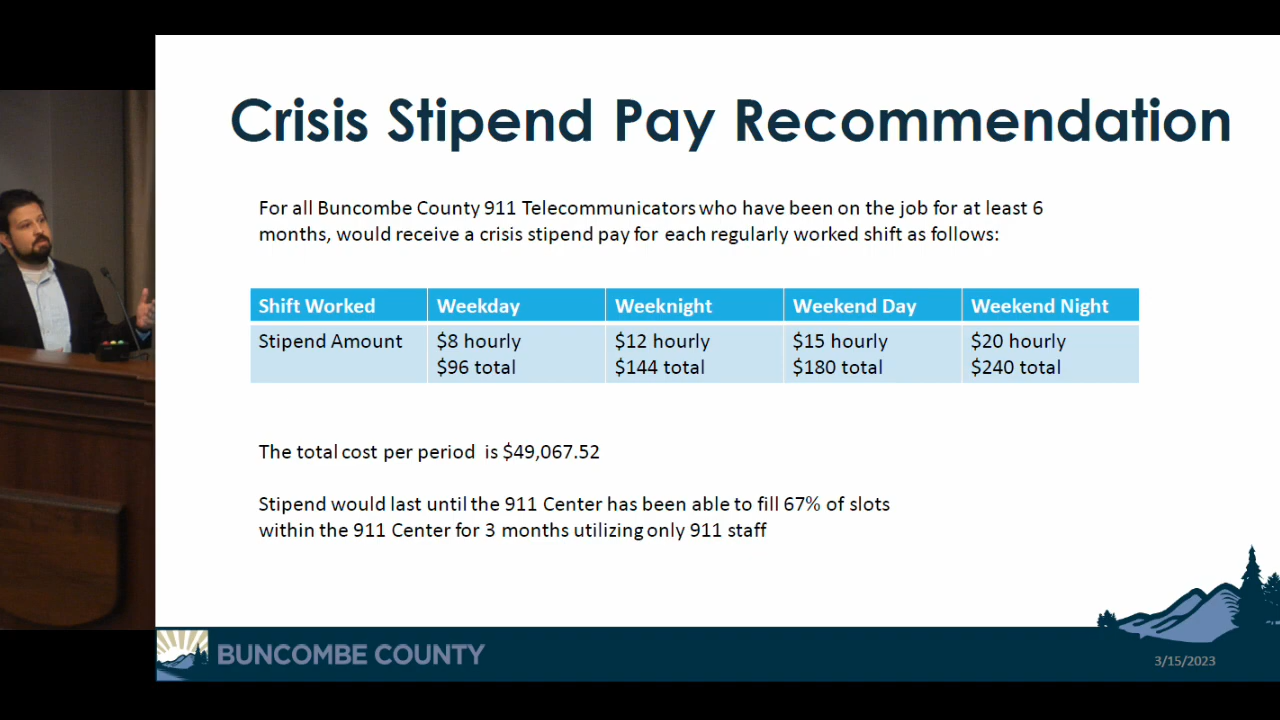 Crisis Stipend Pay Recommendation
For all Buncombe County 911 Telecommunicators who have been on the job for at least 6
months, would receive a crisis stipend pay for each regularly worked shift as follows:
Shift Worked Weekday Weeknight Weekend Day Weekend Night
Stipend Amount $8 hourly $12 hourly $15 hourly $20 hourly
$96 total $144 total $180 total $240 total
The total cost per period is $49,067.52
Stipend would last until the 911 Center has been able to fill 67% of slots
within the 911 Center for 3 months utilizing only 911 staff
BUNCOMBE COUNTY
3/15/2023